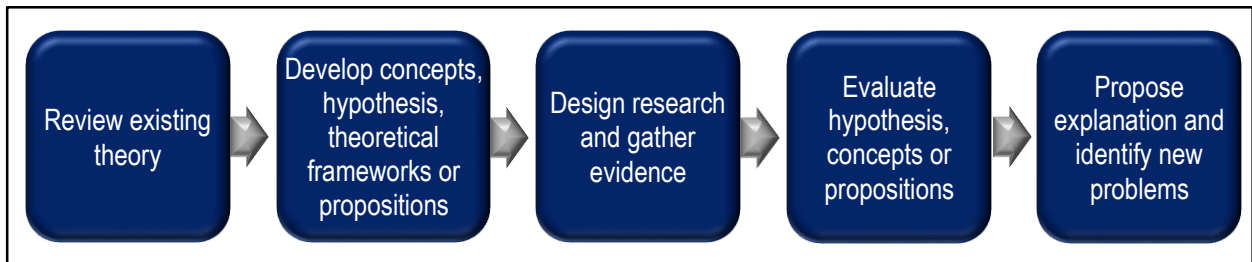 Review existing
theory
Develop concepts,
hypothesis,
theoretical
frameworks or
propositions
Design research
and gather
evidence
Evaluate
hypothesis,
concepts or
propositions
Propose
explanation and
identify new
problems